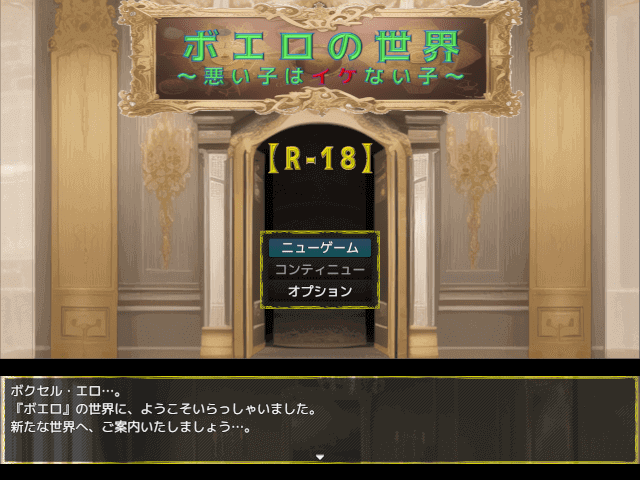 ボエロの世界
～悪い子はイケない子～
【R-18】
ニューゲーム
コンティニュー
オプション
ボクセル・エロ…。
『ボエロ』の世界に、ようこそいらっしゃいました。
新たな世界へ、ご案内いたしましょう…。